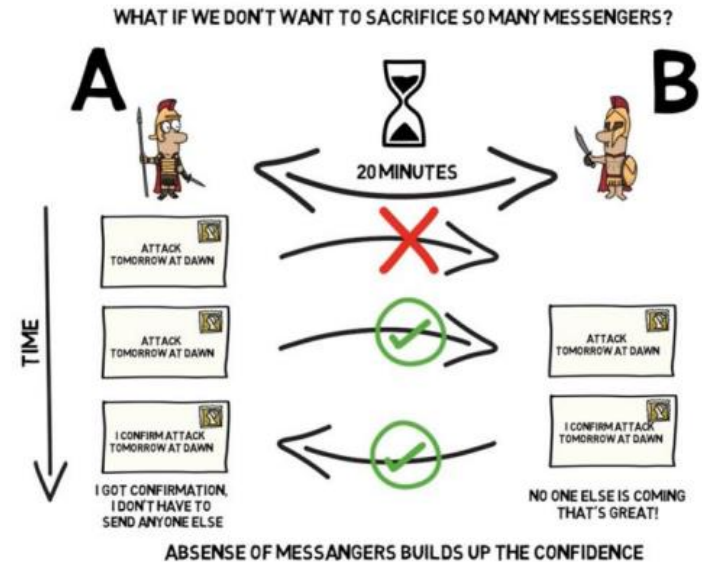 WHAT IF WE DON'T WANT TO SACRIFICE SO MANY MESSENGERS?
A
B
20 MINUTES
TIME
ATTACK
TOMORROW AT DAWN
ATTACK
TOMORROW AT DAWN
ATTACK
TOMORROW AT DAWN
I CONFIRM ATTACK
TOMORROW AT DAWN
I CONFIRM ATTACK
TOMORROW AT DAWN
I GOT CONFIRMATION,
I DON'T HAVE TO
SEND ANYONE ELSE
NO ONE ELSE IS COMING
THAT'S GREAT!
ABSENSE OF MESSANGERS BUILDS UP THE CONFIDENCE